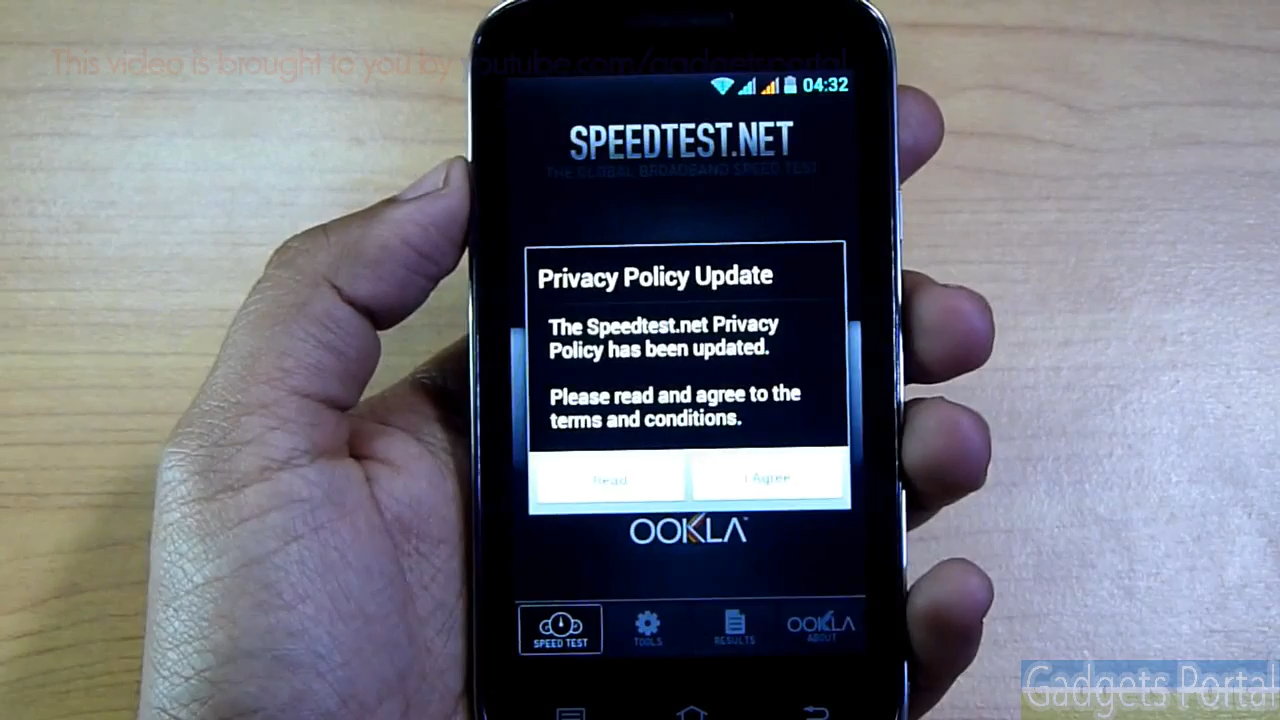 This video is brought to you by youtube.com/gadgetsportal
04:32
SPEEDTEST.NET
THE GLOBAL BROADBAND SPEED TEST
Privacy Policy Update
The Speedtest.net Privacy
Policy has been updated.
Please read and agree to the
terms and conditions.
Read
I Agree
OOKLA™
SPEED TEST
TOOLS
RESULTS
OOKLA
ABOUT
Gadgets Portal